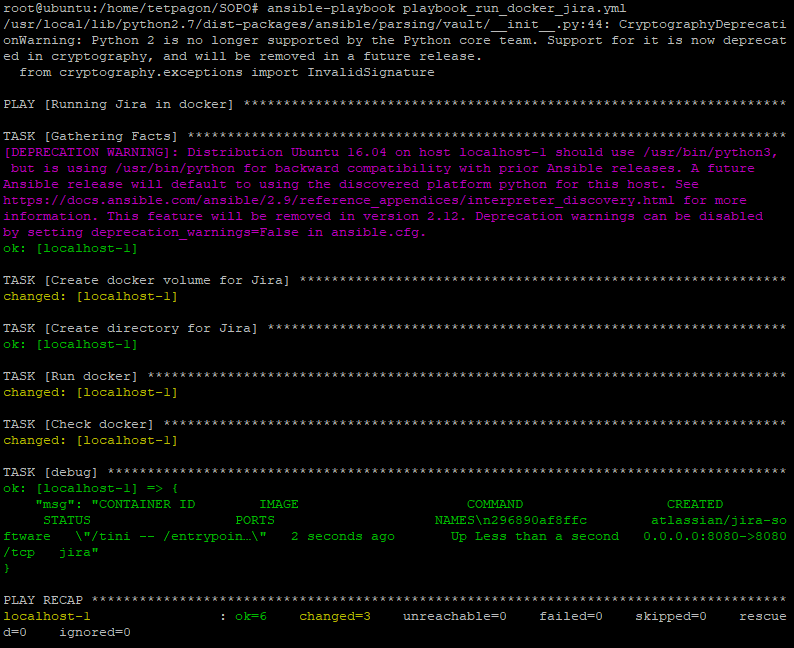 root@ubuntu:/home/tetpagon/SOPO# ansible-playbook playbook_run_docker_jira.yml
/usr/local/lib/python2.7/dist-packages/ansible/parsing/vault/__init__.py:44: CryptographyDeprecati
onWarning: Python 2 is no longer supported by the Python core team. Support for it is now deprecat
ed in cryptography, and will be removed in a future release.
  from cryptography.exceptions import InvalidSignature

PLAY [Running Jira in docker] ********************************************************************

TASK [Gathering Facts] ***************************************************************************
[DEPRECATION WARNING]: Distribution Ubuntu 16.04 on host localhost-1 should use /usr/bin/python3,
 but is using /usr/bin/python for backward compatibility with prior Ansible releases. A future
Ansible release will default to using the discovered platform python for this host. See
https://docs.ansible.com/ansible/2.9/reference_appendices/interpreter_discovery.html for more
information. This feature will be removed in version 2.12. Deprecation warnings can be disabled
by setting deprecation_warnings=False in ansible.cfg.
ok: [localhost-1]

TASK [Create docker volume for Jira] *************************************************************
changed: [localhost-1]

TASK [Create directory for Jira] *****************************************************************
ok: [localhost-1]

TASK [Run docker] ********************************************************************************
changed: [localhost-1]

TASK [Check docker] ******************************************************************************
changed: [localhost-1]

TASK [debug] *************************************************************************************
ok: [localhost-1] => {
    "msg": "CONTAINER ID        IMAGE                     COMMAND                  CREATED
     STATUS                  PORTS                    NAMES\n296890af8ffc        atlassian/jira-so
ftware   \"/tini -- /entrypoin…\"   2 seconds ago       Up Less than a second   0.0.0.0:8080->8080
/tcp   jira"
}

PLAY RECAP ***************************************************************************************
localhost-1                : ok=6    changed=3    unreachable=0    failed=0    skipped=0    rescue
d=0    ignored=0